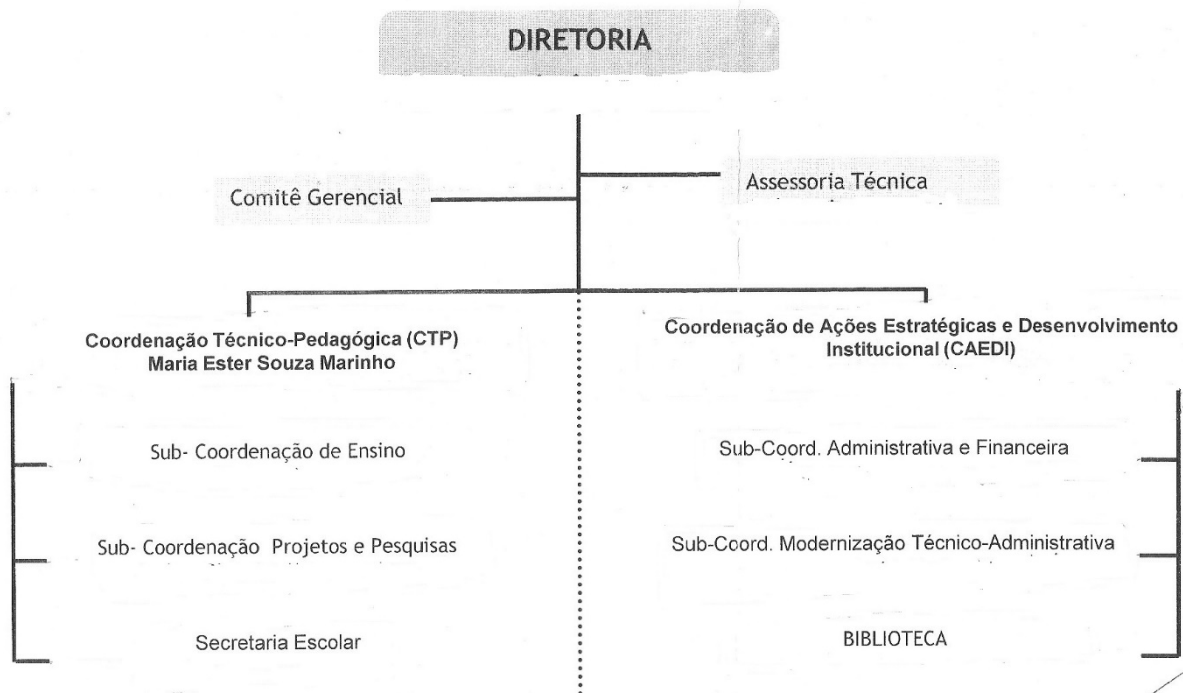 DIRETORIA
Comitê Gerencial
Assessoria Técnica
Coordenação Técnico-Pedagógica (CTP)
Maria Ester Souza Marinho
Sub- Coordenação de Ensino
Sub- Coordenação Projetos e Pesquisas
Secretaria Escolar
Coordenação de Ações Estratégicas e Desenvolvimento
Institucional (CAEDI)
Sub-Coord. Administrativa e Financeira
Sub-Coord. Modernização Técnico-Administrativa
BIBLIOTECA